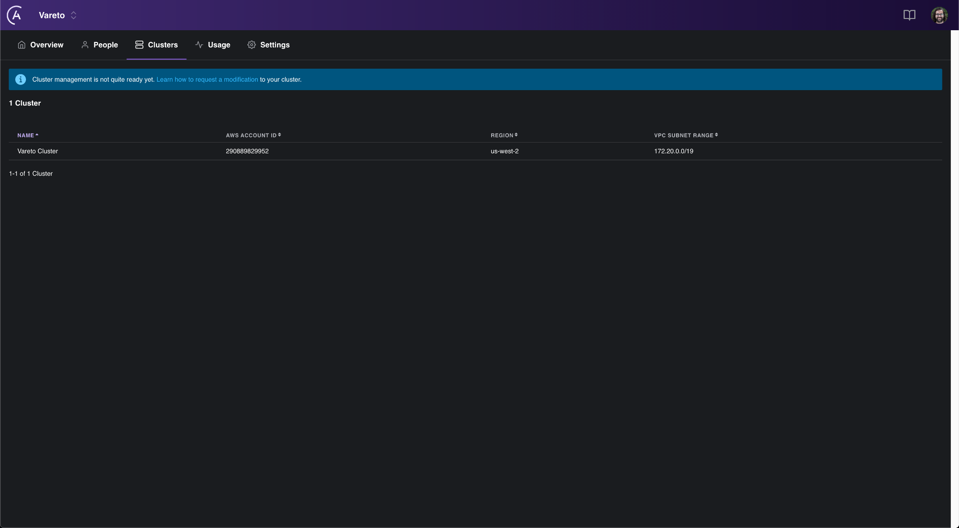 Vareto
Overview People Clusters Usage Settings
Cluster management is not quite ready yet. Learn how to request a modification to your cluster.
1 Cluster
NAME AWS ACCOUNT ID REGION VPC SUBNET RANGE
Vareto Cluster 290889829952 us-west-2 172.20.0.0/19
1-1 of 1 Cluster